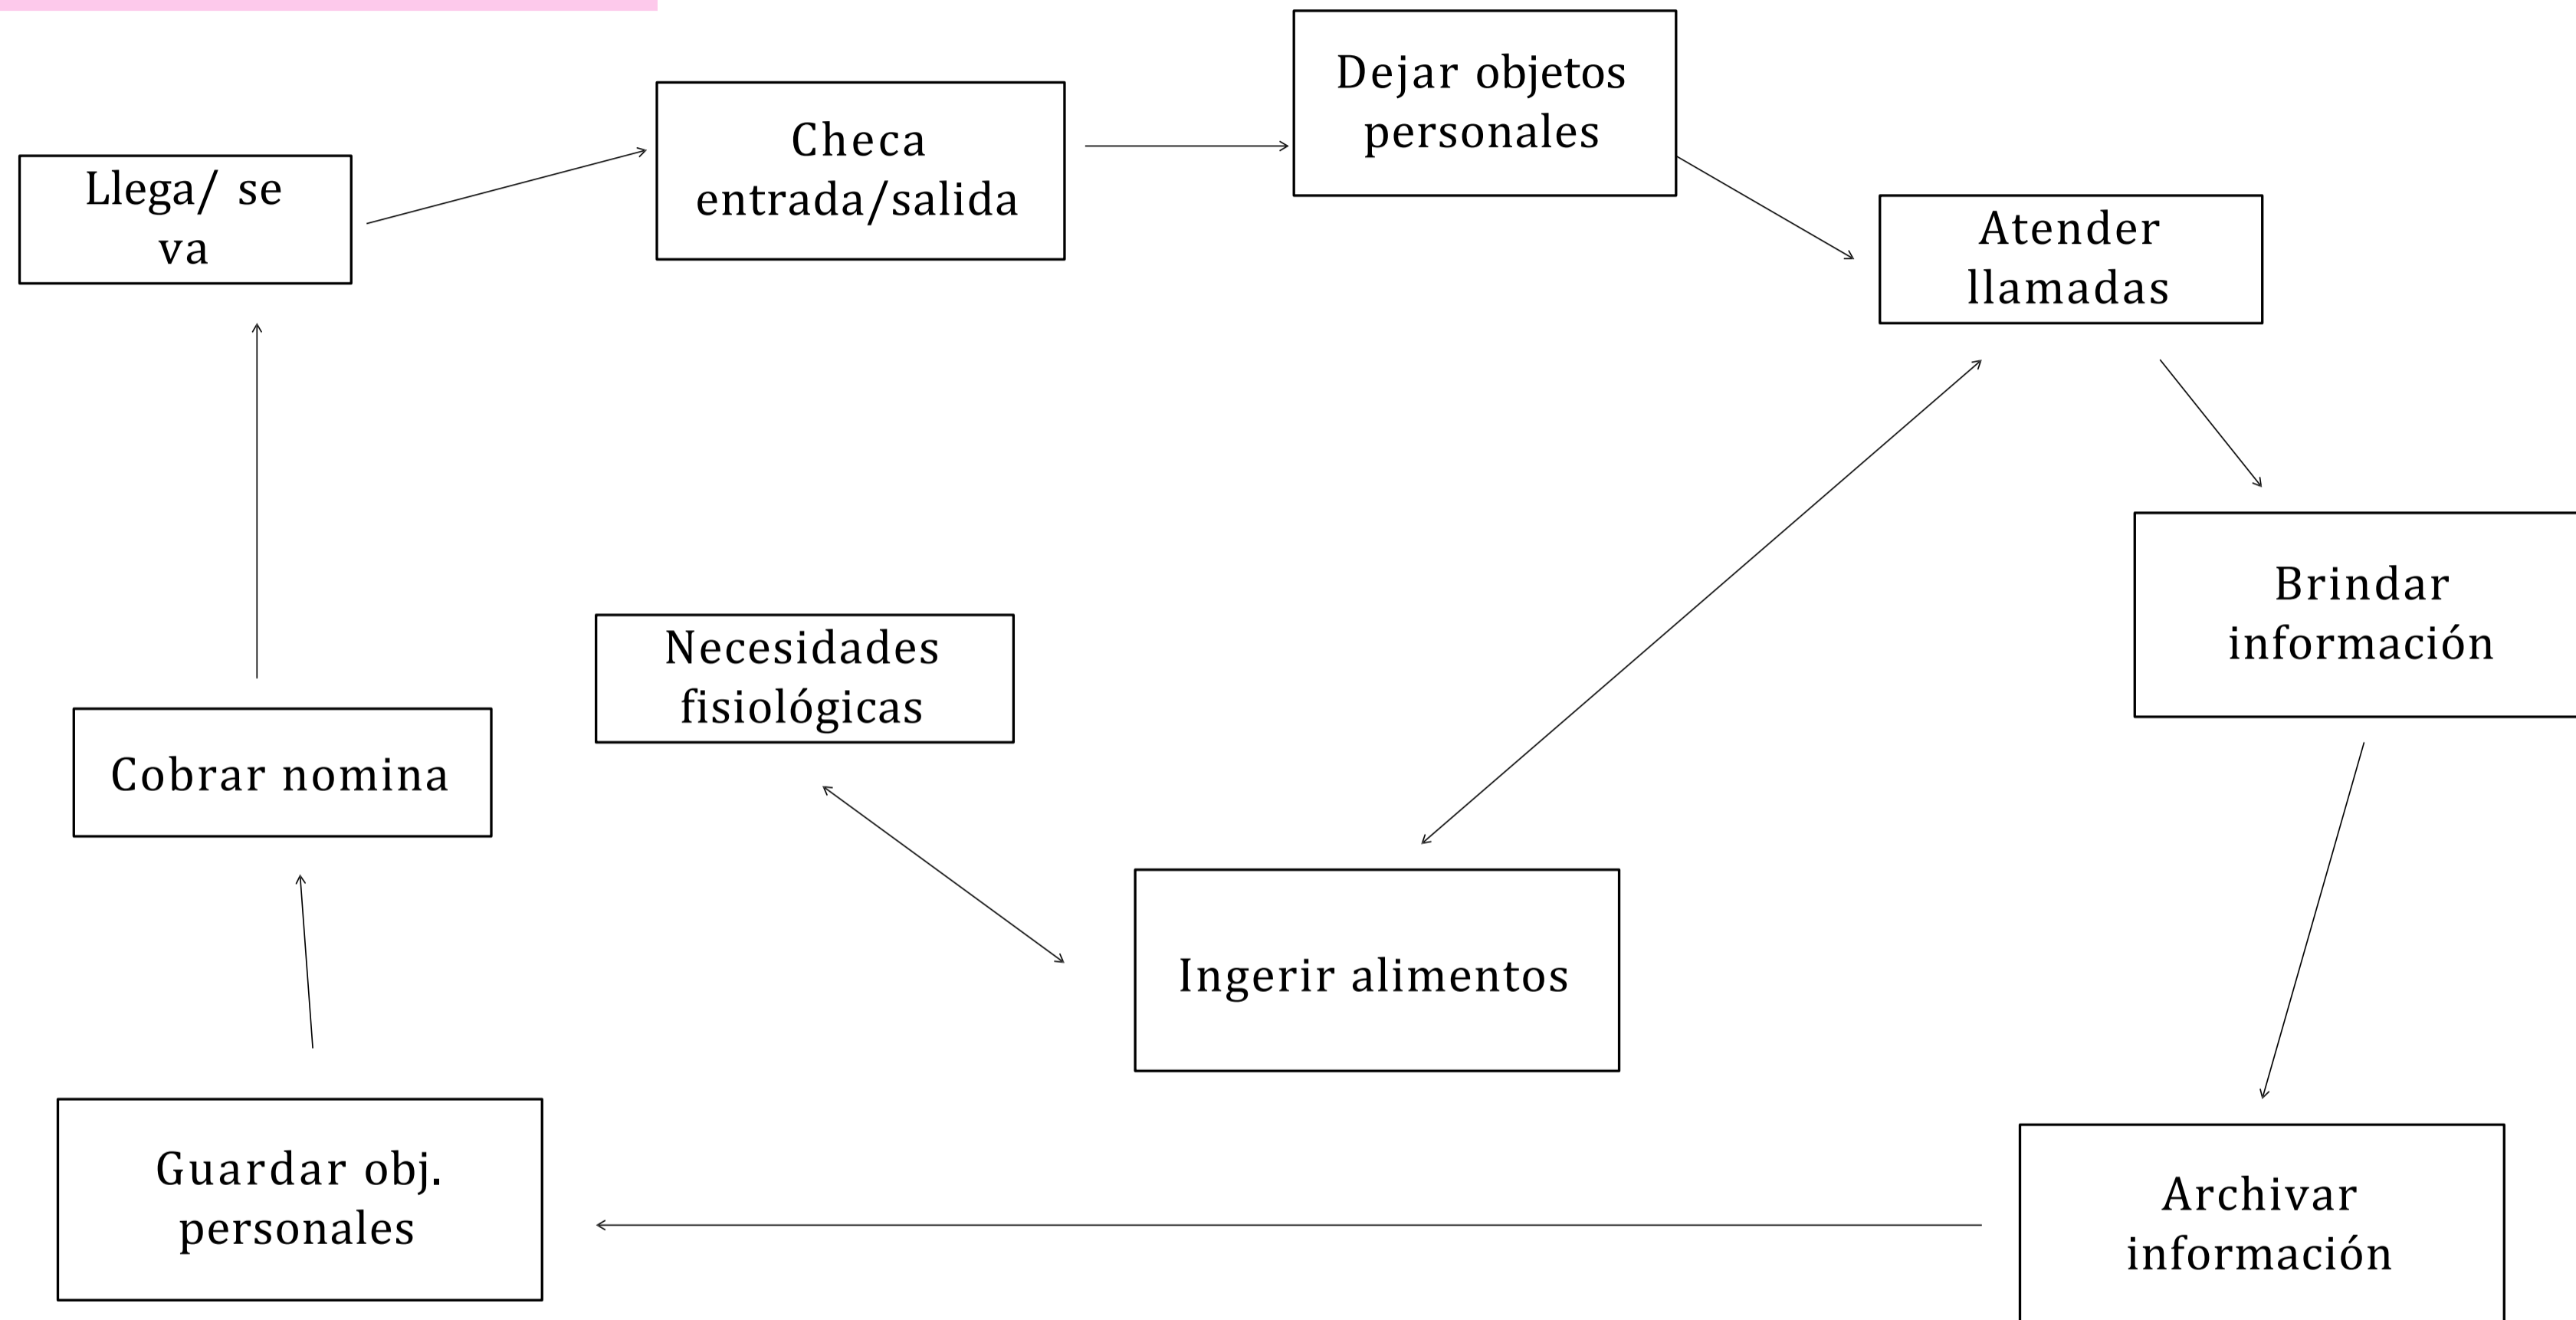 Dejar objetos
personales
Checa
entrada/salida
Llega/ se
va
Atender
llamadas
Brindar
información
Necesidades
fisiológicas
Cobrar nomina
Ingerir alimentos
Guardar obj.
personales
Archivar
información